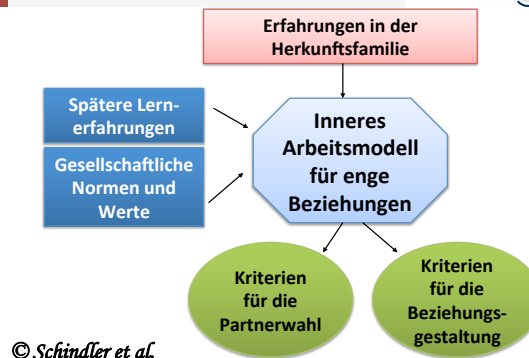 Erfahrungen in der
Herkunftsfamilie
Spätere Lern-
erfahrungen
Gesellschaftliche
Normen und
Werte
Inneres
Arbeitsmodell
für enge
Beziehungen
Kriterien
für die
Partnerwahl
Kriterien
für die
Beziehungs-
gestaltung
© Schindler et al.